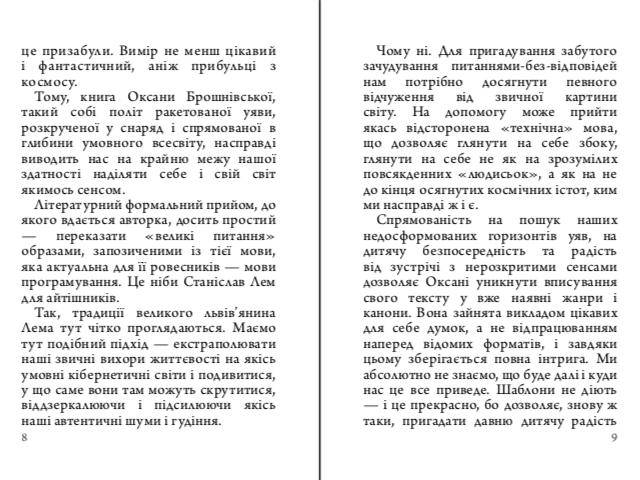 це призабули. Вимір не менш цікавий
і фантастичний, аніж прибульці з
космосу.
Тому, книга Оксани Брошнівської,
такий собі політ ракетованої уяви,
розкрученої у снаряд і спрямованої в
глибини умовного всесвіту, насправді
виводить нас на крайню межу нашої
здатності наділяти себе і свій світ
якимось сенсом.
Літературний формальний прийом, до
якого вдається авторка, досить простий
— переказати «великі питання»
образами, запозиченими із тієї мови,
яка актуальна для її ровесників — мови
програмування. Це ніби Станіслав Лем
для айтішників.
Так, традиції великого львів’янина
Лема тут чітко проглядаються. Маємо
тут подібний підхід — екстраполювати
наші звичні вихори життєвості на якісь
умовні кібернетичні світи і подивитися,
у що саме вони там можуть скрутитися,
віддзеркалюючи і підсилюючи якісь
наші автентичні шуми і гудіння.
8
Чому ні. Для пригадування забутого
зачудування питаннями-без-відповідей
нам потрібно досягнути певного
відчуження від звичної картини
світу. На допомогу може прийти
якась відсторонена «технічна» мова,
що дозволяє глянути на себе збоку,
глянути на себе не як на зрозумілих
повсякденних «людисьок», а як на не
до кінця осягнутих космічних істот, ким
ми насправді ж і є.
Спрямованість на пошук наших
недосформованих горизонтів уяв, на
дитячу безпосередність та радість
від зустрічі з нерозкритими сенсами
дозволяє Оксані уникнути вписування
свого тексту у вже наявні жанри і
канони. Вона зайнята викладом цікавих
для себе думок, а не відпрацюванням
наперед відомих форматів, і завдяки
цьому зберігається повна інтрига. Ми
абсолютно не знаємо, що буде далі і куди
нас це все приведе. Шаблони не діють
— і це прекрасно, бо дозволяє, знову ж
таки, пригадати давню дитячу радість
9